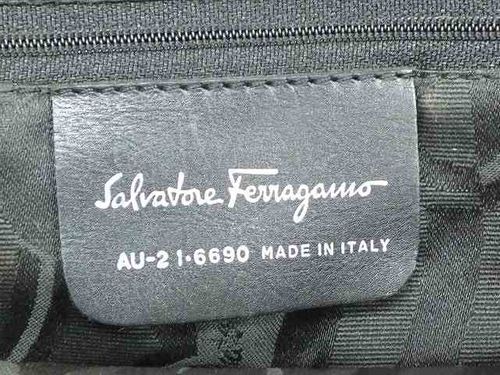 Salvatore Ferragamo
AU-21·6690 MADE IN ITALY